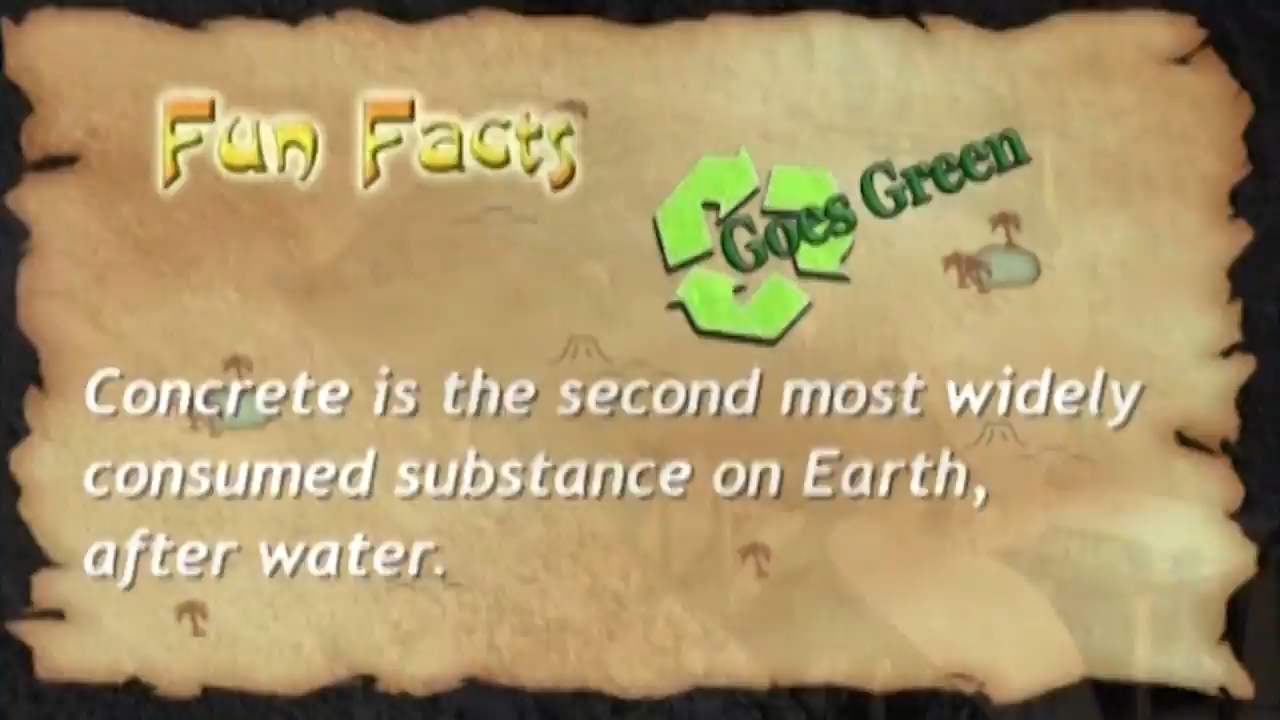 Fun Facts
Goes Green
Concrete is the second most widely
consumed substance on Earth,
after water.